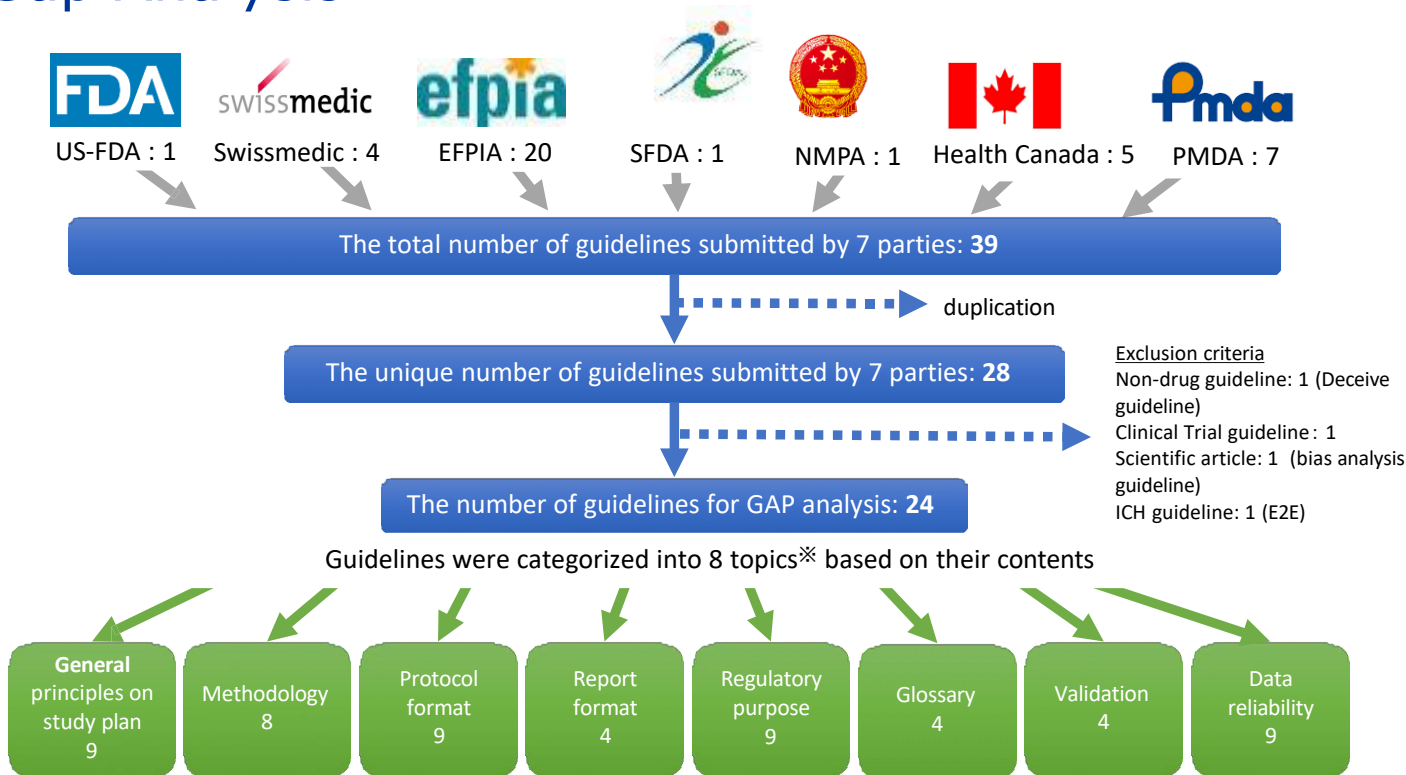 Gap Analysis
FDA
swissmedic
efpia
SFDA
Pmda
US-FDA : 1
Swissmedic : 4
EFPIA : 20
SFDA : 1
NMPA : 1
Health Canada : 5
PMDA : 7
The total number of guidelines submitted by 7 parties: 39
duplication
The unique number of guidelines submitted by 7 parties: 28
Exclusion criteria
Non-drug guideline: 1 (Deceive
guideline)
Clinical Trial guideline : 1
Scientific article: 1 (bias analysis
guideline)
ICH guideline: 1 (E2E)
The number of guidelines for GAP analysis: 24
Guidelines were categorized into 8 topics※ based on their contents
General
principles on
study plan
9
Methodology
8
Protocol
format
9
Report
format
4
Regulatory
purpose
9
Glossary
4
Validation
4
Data
reliability
9